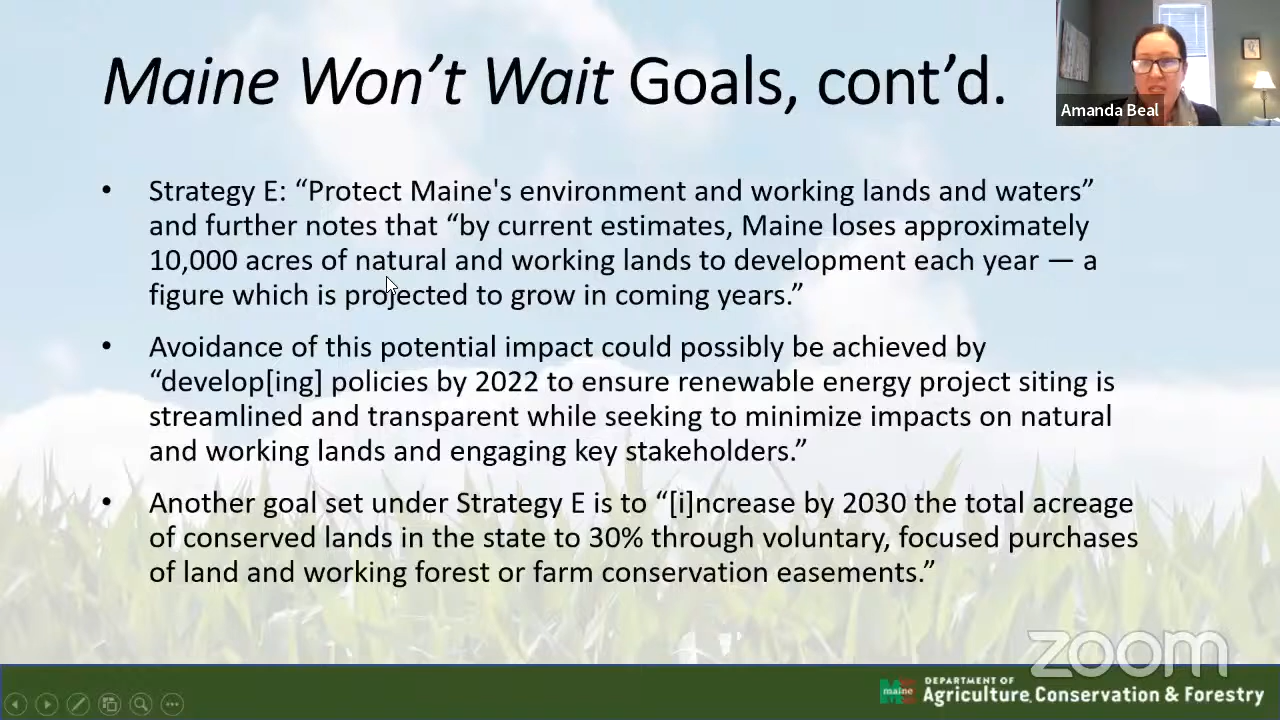 Maine Won’t Wait Goals, cont’d.
Amanda Beal
• Strategy E: “Protect Maine's environment and working lands and waters”
and further notes that “by current estimates, Maine loses approximately
10,000 acres of natural and working lands to development each year — a
figure which is projected to grow in coming years.”
• Avoidance of this potential impact could possibly be achieved by
“develop[ing] policies by 2022 to ensure renewable energy project siting is
streamlined and transparent while seeking to minimize impacts on natural
and working lands and engaging key stakeholders.”
• Another goal set under Strategy E is to “[i]ncrease by 2030 the total acreage
of conserved lands in the state to 30% through voluntary, focused purchases
of land and working forest or farm conservation easements.”
zoom
maine
DEPARTMENT OF
Agriculture, Conservation & Forestry